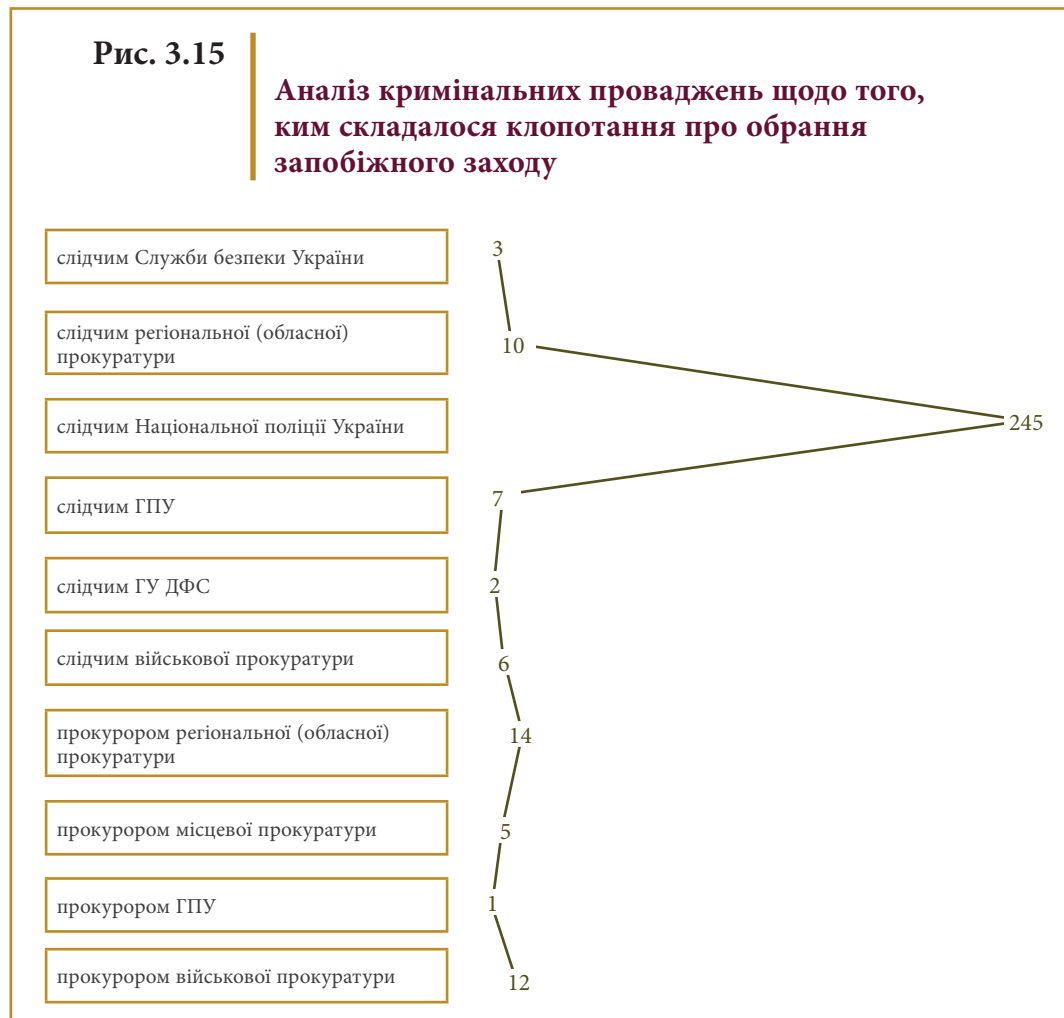 Рис. 3.15
Аналіз кримінальних проваджень щодо того,
ким складалося клопотання про обрання
запобіжного заходу
слідчим Служби безпеки України
3
слідчим регіональної (обласної)
прокуратури
10
слідчим Національної поліції України
245
слідчим ГПУ
7
слідчим ГУ ДФС
2
слідчим військової прокуратури
6
прокурором регіональної (обласної)
прокуратури
14
прокурором місцевої прокуратури
5
прокурором ГПУ
1
прокурором військової прокуратури
12